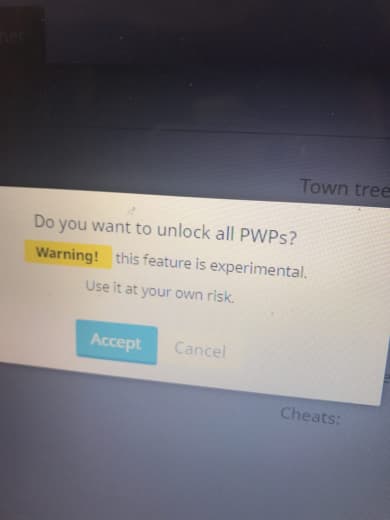 Town tree
Do you want to unlock all PWPs?
Warning! this feature is experimental.
Use it at your own risk.
Accept Cancel
Cheats: